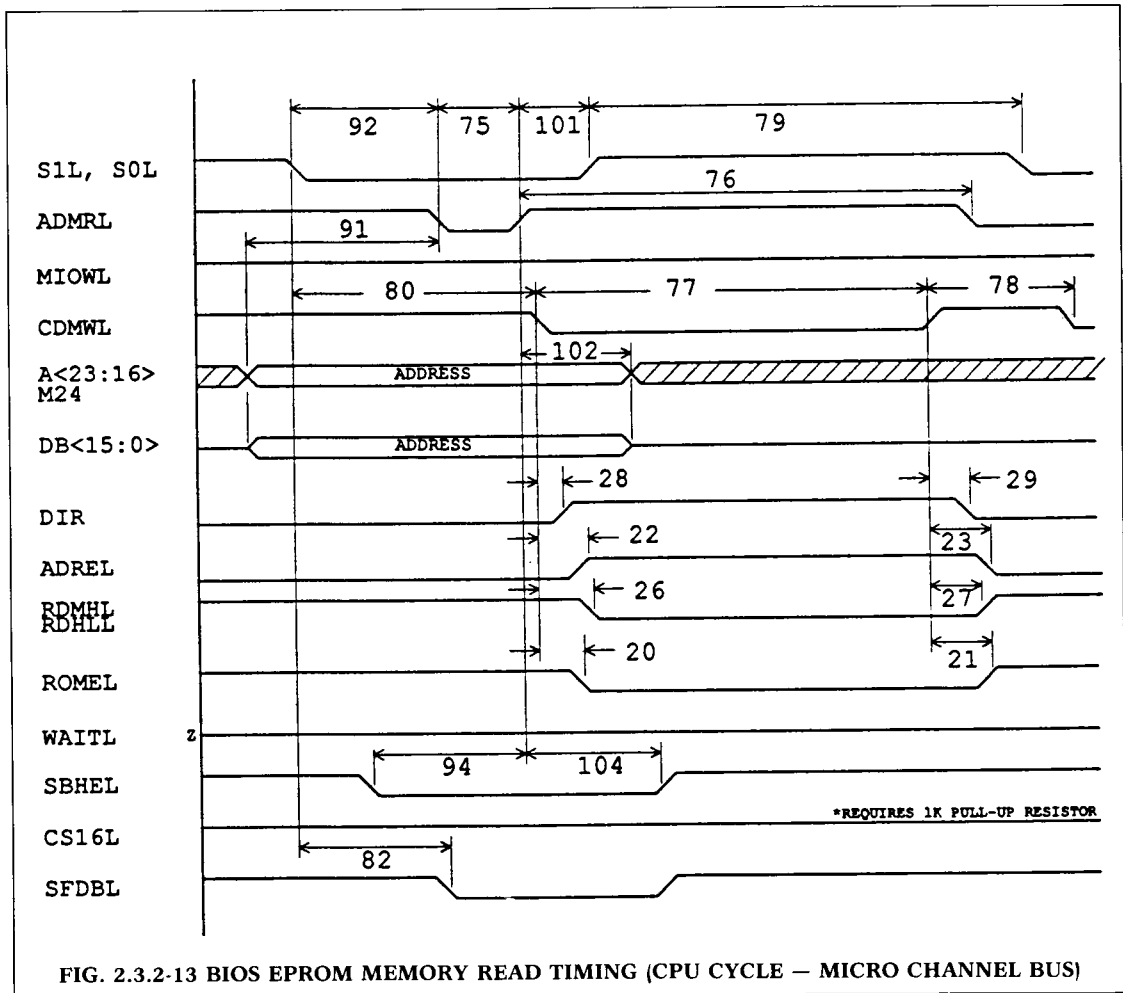 92 75 101 79
S1L, S0L
76
ADMRL
91
MIOWL
80 77 78
CDMWL
102
A<23:16> ADDRESS
M24
DB<15:0> ADDRESS
28 29
DIR
22 23
ADREL
26 27
RDMHL
RDHLL
20 21
ROMEL
WAITL Z
94 104
SBHEL
*REQUIRES 1K PULL-UP RESISTOR
CS16L
82
SFDBL
FIG. 2.3.2-13 BIOS EPROM MEMORY READ TIMING (CPU CYCLE — MICRO CHANNEL BUS)